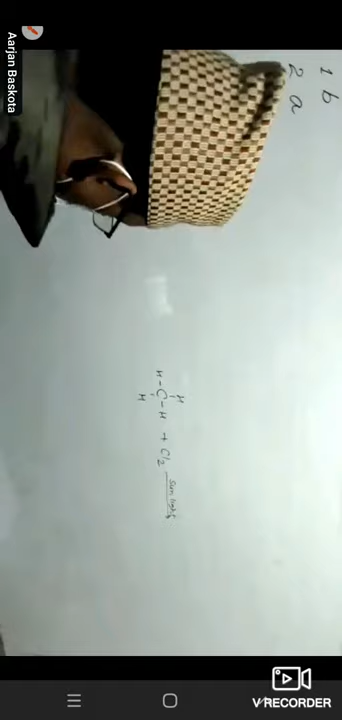 1 b
2 a
H
H-C-H + Cl2 sun light
H
Aarjan Baskota
V RECORDER